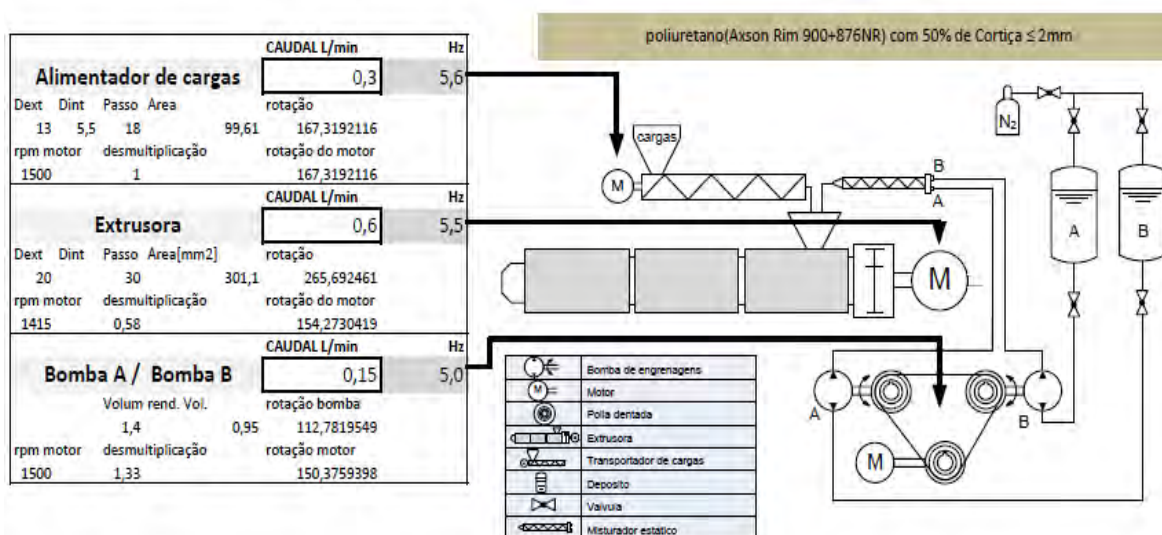 poliuretano(Axson Rim 900+876NR) com 50% de Cortiça ≤ 2mm
CAUDAL L/min Hz
Alimentador de cargas 0,3 5,6
Dext Dint Passo Area rotação
13 5,5 18 99,61 167,3192116
rpm motor desmultiplicação rotação do motor
1500 1 167,3192116
CAUDAL L/min Hz
Extrusora 0,6 5,5
Dext Dint Passo Area[mm2] rotação
20 30 301,1 265,692461
rpm motor desmultiplicação rotação do motor
1415 0,58 154,2730419
CAUDAL L/min Hz
Bomba A / Bomba B 0,15 5,0
Volum rend. Vol. rotação bomba
1,4 0,95 112,7819549
rpm motor desmultiplicação rotação motor
1500 1,33 150,3759398
cargas
M
B
A
N2
A
B
M
A
B
M
Bomba de engrenagens
M Motor
Polia dentada
Extrusora
Transportador de cargas
Deposito
Valvula
Misturador estático